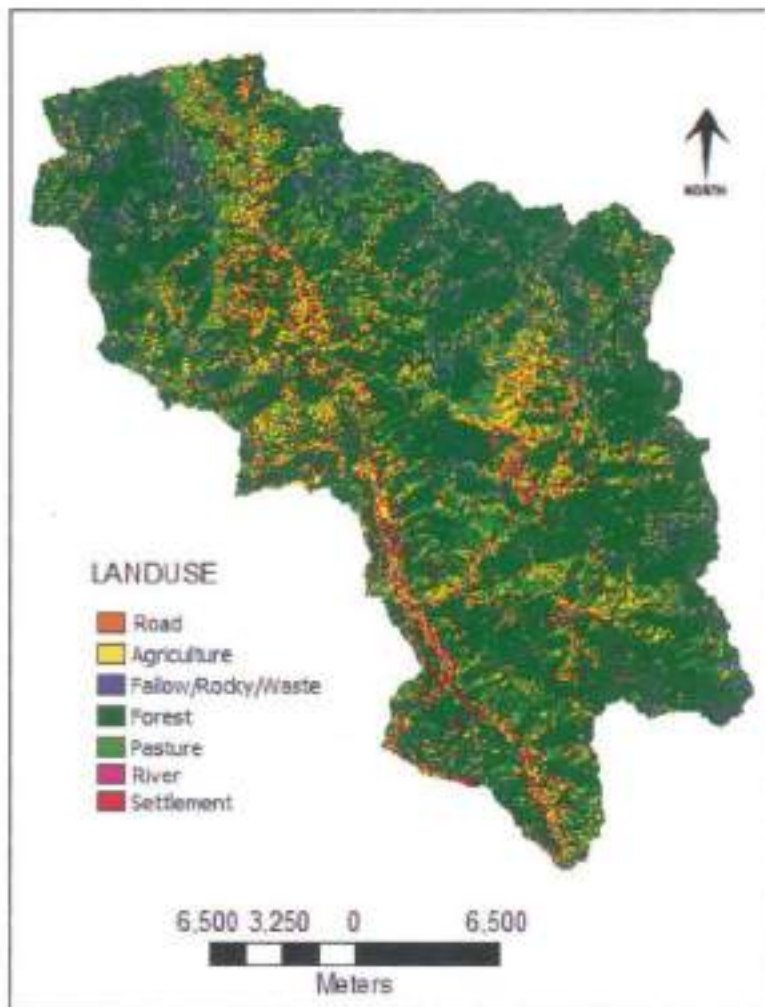 NORTH
LANDUSE
Road
Agriculture
Fallow/Rocky/Waste
Forest
Pasture
River
Settlement
6,500 3,250 0 6,500
Meters